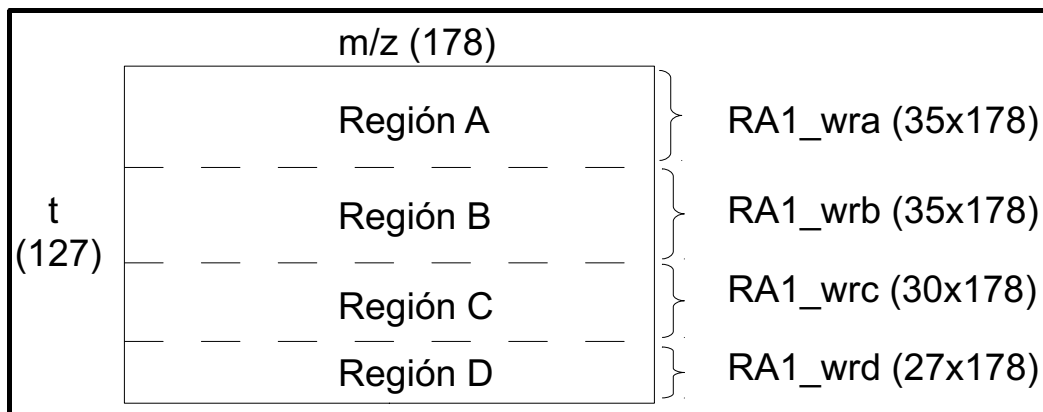 m/z (178)
Región A
RA1_wra (35x178)
t
(127)
Región B
RA1_wrb (35x178)
Región C
RA1_wrc (30x178)
Región D
RA1_wrd (27x178)